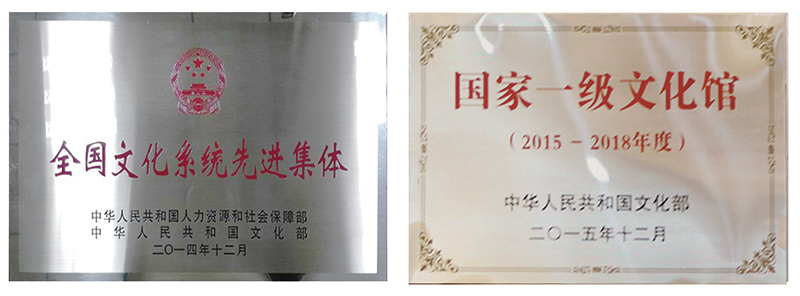 全国文化系统先进集体
中华人民共和国人力资源和社会保障部
中华人民共和国文化部
二〇一四年十二月
国家一级文化馆
（2015－2018年度）
中华人民共和国文化部
二〇一五年十二月